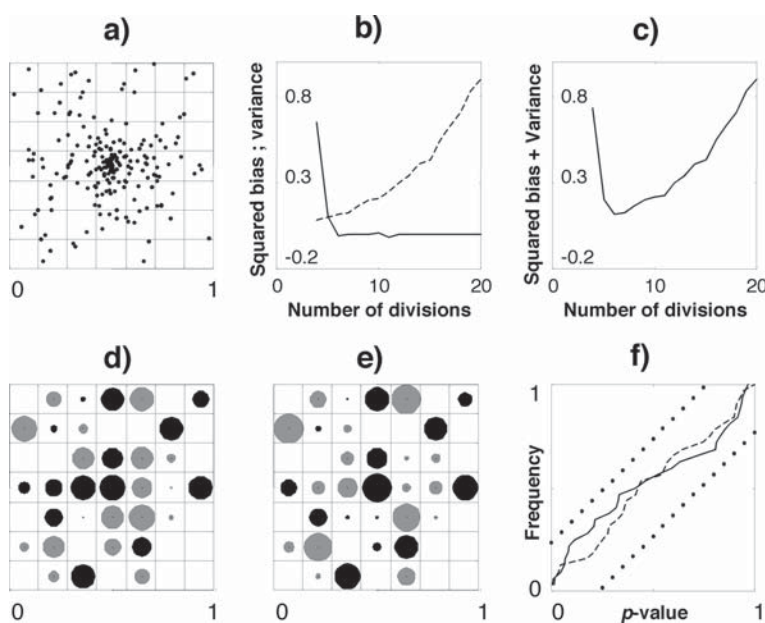 a)
0 1
b)
Squared bias ; variance
0.8
0.3
-0.2
0 10 20
Number of divisions
c)
Squared bias + Variance
0.8
0.3
-0.2
0 10 20
Number of divisions
d)
0 1
e)
0 1
f)
Frequency
1
0
0 1
p-value